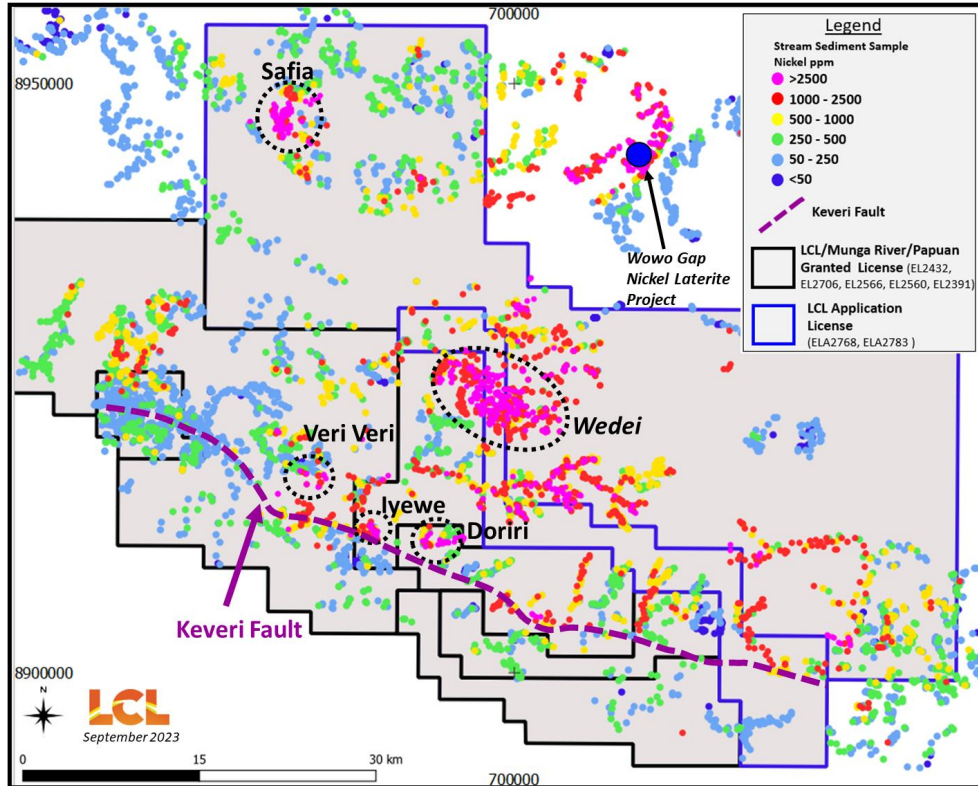 700000
Legend
Stream Sediment Sample
Nickel ppm
>2500
1000 - 2500
500 - 1000
250 - 500
50 - 250
<50
Keveri Fault
LCL/Munga River/Papuan
Granted License (EL2432,
EL2706, EL2566, EL2560, EL2391)
LCL Application
License
(ELA2768, ELA2783 )
8950000
Safia
Wowo Gap
Nickel Laterite
Project
Veri Veri
Wedei
Iyewe
Doriri
Keveri Fault
8900000
N
LCL
September 2023
0
15
30 km
700000